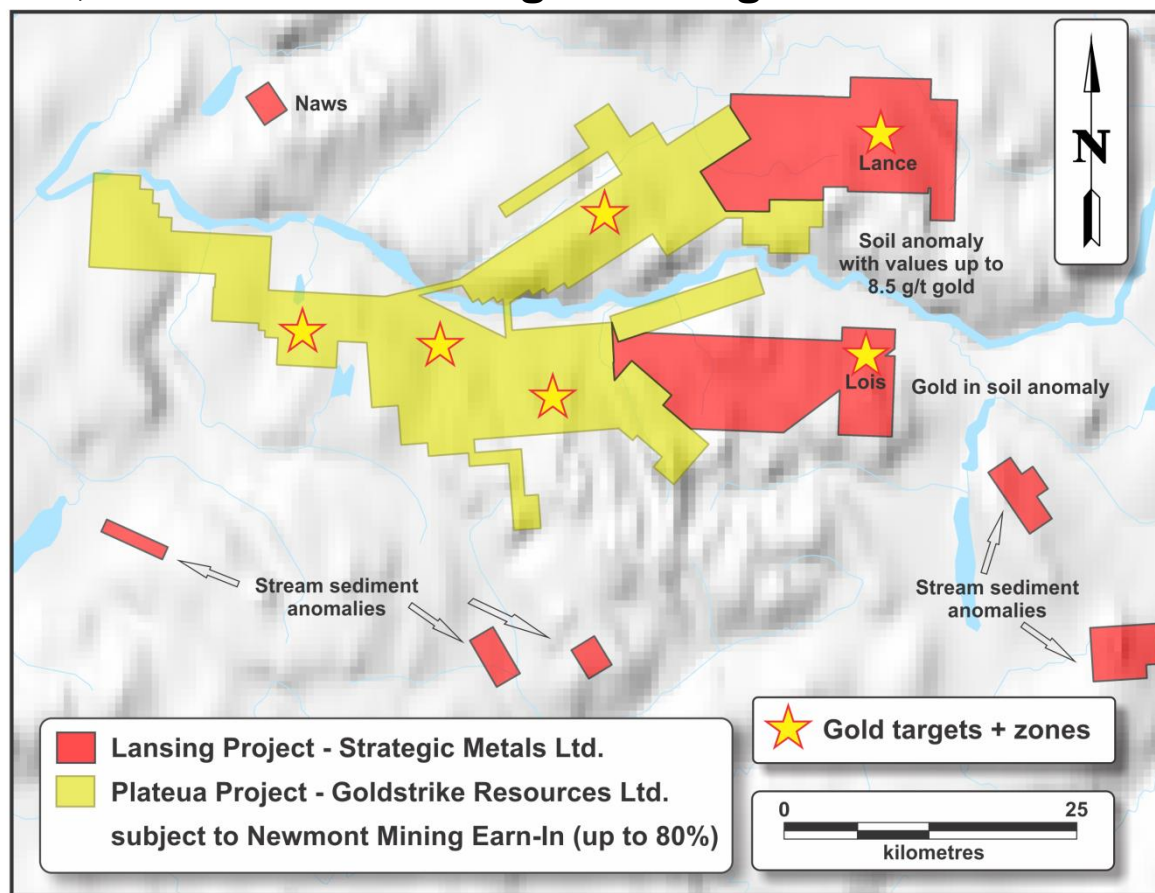 Naws
N
Lance
Soil anomaly
with values up to
8.5 g/t gold
Lois
Gold in soil anomaly
Stream sediment
anomalies
Stream sediment
anomalies
Lansing Project - Strategic Metals Ltd.
Plateua Project - Goldstrike Resources Ltd.
subject to Newmont Mining Earn-In (up to 80%)
Gold targets + zones
0 25
kilometres